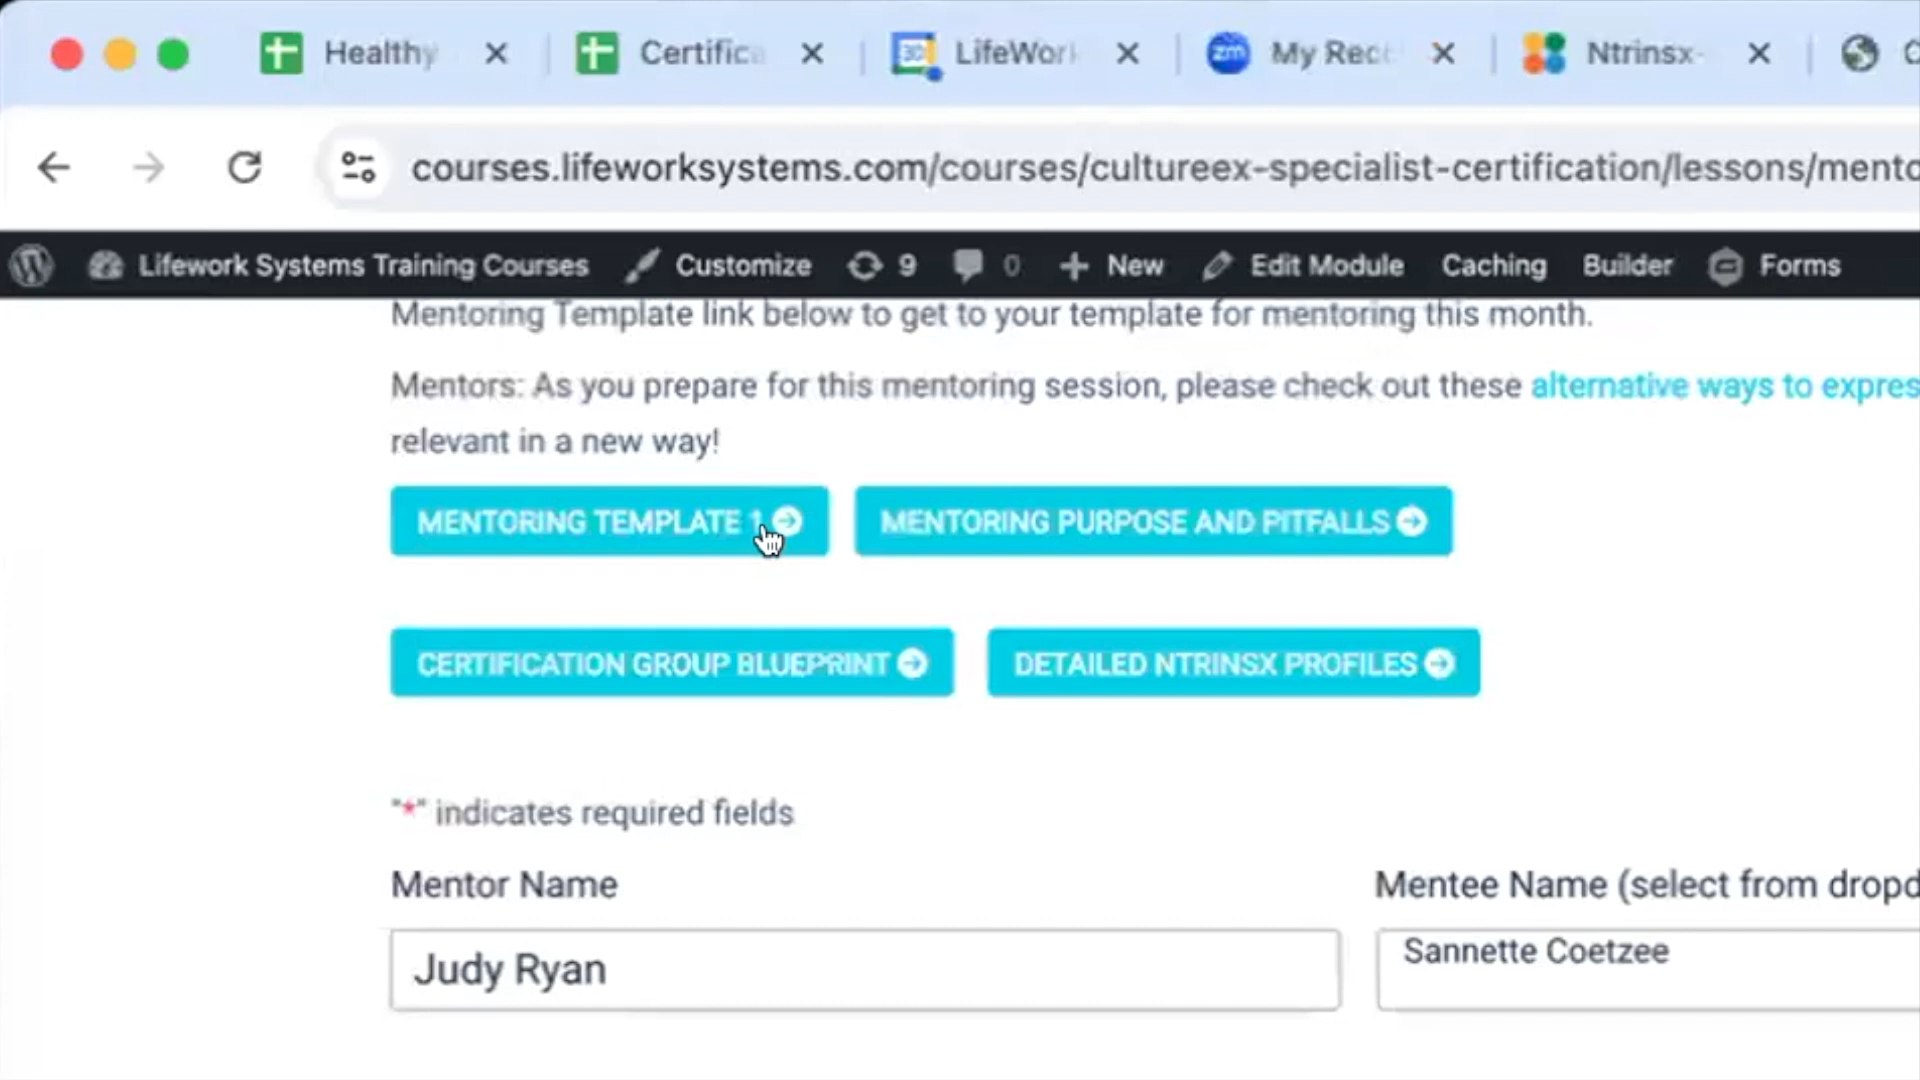 Healthy
Certifica
LifeWork
zm
My Rec
Ntrinsx-
courses.lifeworksystems.com/courses/cultureex-specialist-certification/lessons/mento
Lifework Systems Training Courses
Customize
9
0
New
Edit Module
Caching
Builder
Forms
Mentoring Template link below to get to your template for mentoring this month.
Mentors: As you prepare for this mentoring session, please check out these alternative ways to expres
relevant in a new way!
MENTORING TEMPLATE
MENTORING PURPOSE AND PITFALLS
CERTIFICATION GROUP BLUEPRINT
DETAILED NTRINSX PROFILES
"*" indicates required fields
Mentor Name
Mentee Name (select from dropd
Judy Ryan
Sannette Coetzee